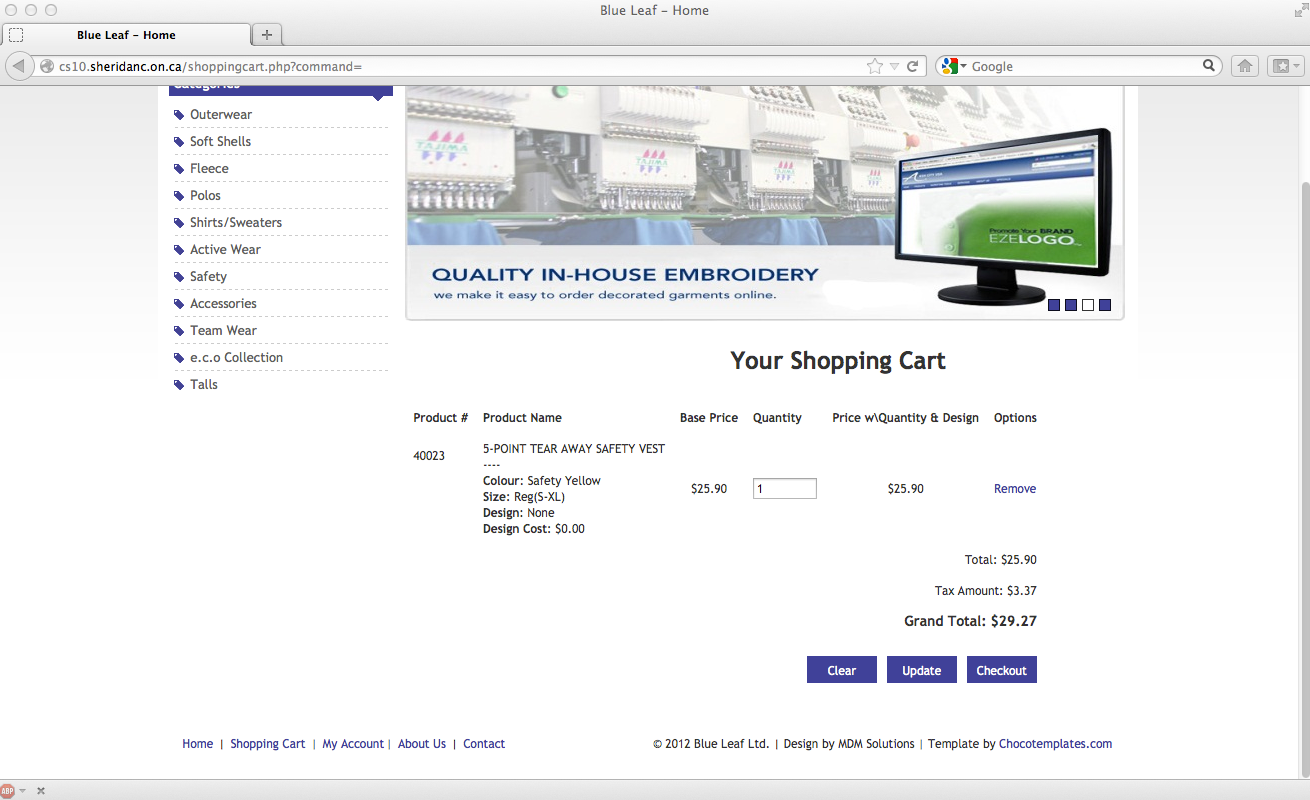 Blue Leaf – Home
Blue Leaf – Home
cs10.sheridanc.on.ca/shoppingcart.php?command=
Google
Categories
Outerwear
Soft Shells
Fleece
Polos
Shirts/Sweaters
Active Wear
Safety
Accessories
Team Wear
e.c.o Collection
Talls
TAJIMA
TAJIMA
TAJIMA
TAJIMA
Promote Your BRAND
EZELOGO
QUALITY IN-HOUSE EMBROIDERY
we make it easy to order decorated garments online.
Your Shopping Cart
Product # Product Name Base Price Quantity Price w\Quantity & Design Options
40023 5-POINT TEAR AWAY SAFETY VEST
----
Colour: Safety Yellow
Size: Reg(S-XL)
Design: None
Design Cost: $0.00
$25.90 1 $25.90 Remove
Total: $25.90
Tax Amount: $3.37
Grand Total: $29.27
Clear Update Checkout
Home | Shopping Cart | My Account | About Us | Contact
© 2012 Blue Leaf Ltd. | Design by MDM Solutions | Template by Chocotemplates.com
ABP